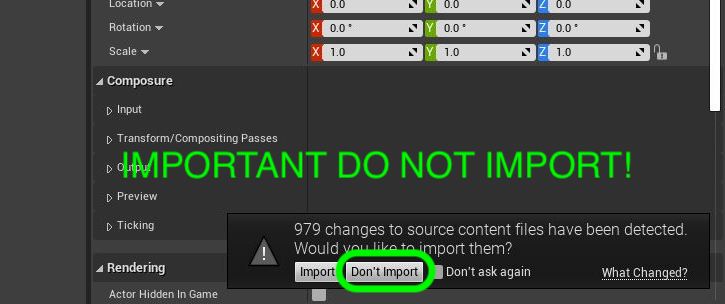 Location
X 0.0 Y 0.0 Z 0.0
Rotation
X 0.0 ° Y 0.0 ° Z 0.0 °
Scale
X 1.0 Y 1.0 Z 1.0
Composure
Input
Transform/Compositing Passes
IMPORTANT DO NOT IMPORT!
Output
Preview
Ticking
979 changes to source content files have been detected.
Would you like to import them?
Import Don't Import Don't ask again What Changed?
Rendering
Actor Hidden In Game